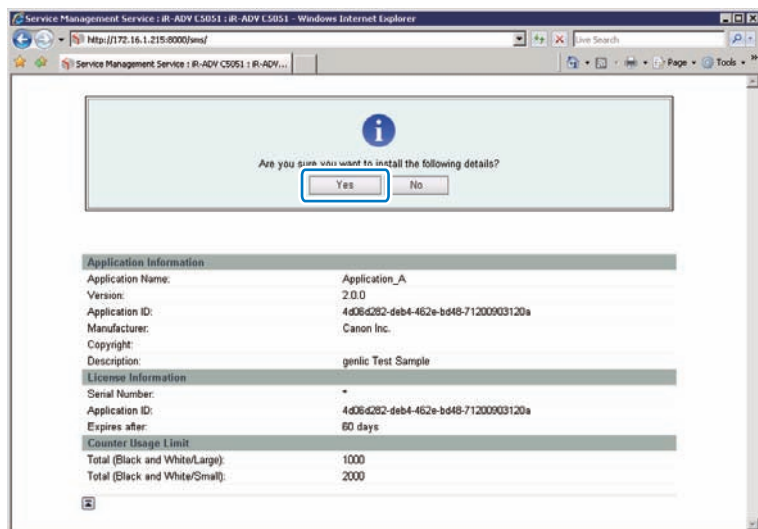 Service Management Service : iR-ADV C5051 : iR-ADV C5051 - Windows Internet Explorer
http://172.16.1.215:8000/sms/
Live Search
Service Management Service : iR-ADV C5051 : iR-ADV...
Page Tools
Are you sure you want to install the following details?
Yes No
Application Information
Application Name: Application_A
Version: 2.0.0
Application ID: 4d06d282-deb4-462e-bd48-71200903120a
Manufacturer: Canon Inc.
Copyright:
Description: genlic Test Sample
License Information
Serial Number: *
Application ID: 4d06d282-deb4-462e-bd48-71200903120a
Expires after: 60 days
Counter Usage Limit
Total (Black and White/Large): 1000
Total (Black and White/Small): 2000